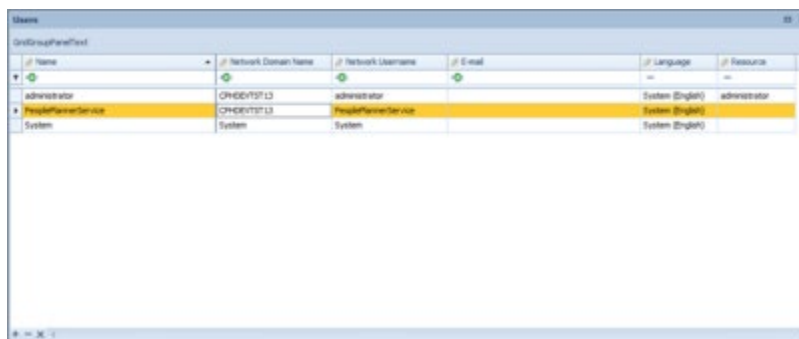 Users
GridGroupPanelText
Name Network Domain Name Network Username E-mail Language Resource
administrator CPHDEVTST13 administrator System (English) administrator
PeoplePlannerService CPHDEVTST13 PeoplePlannerService System (English)
System System System System (English)